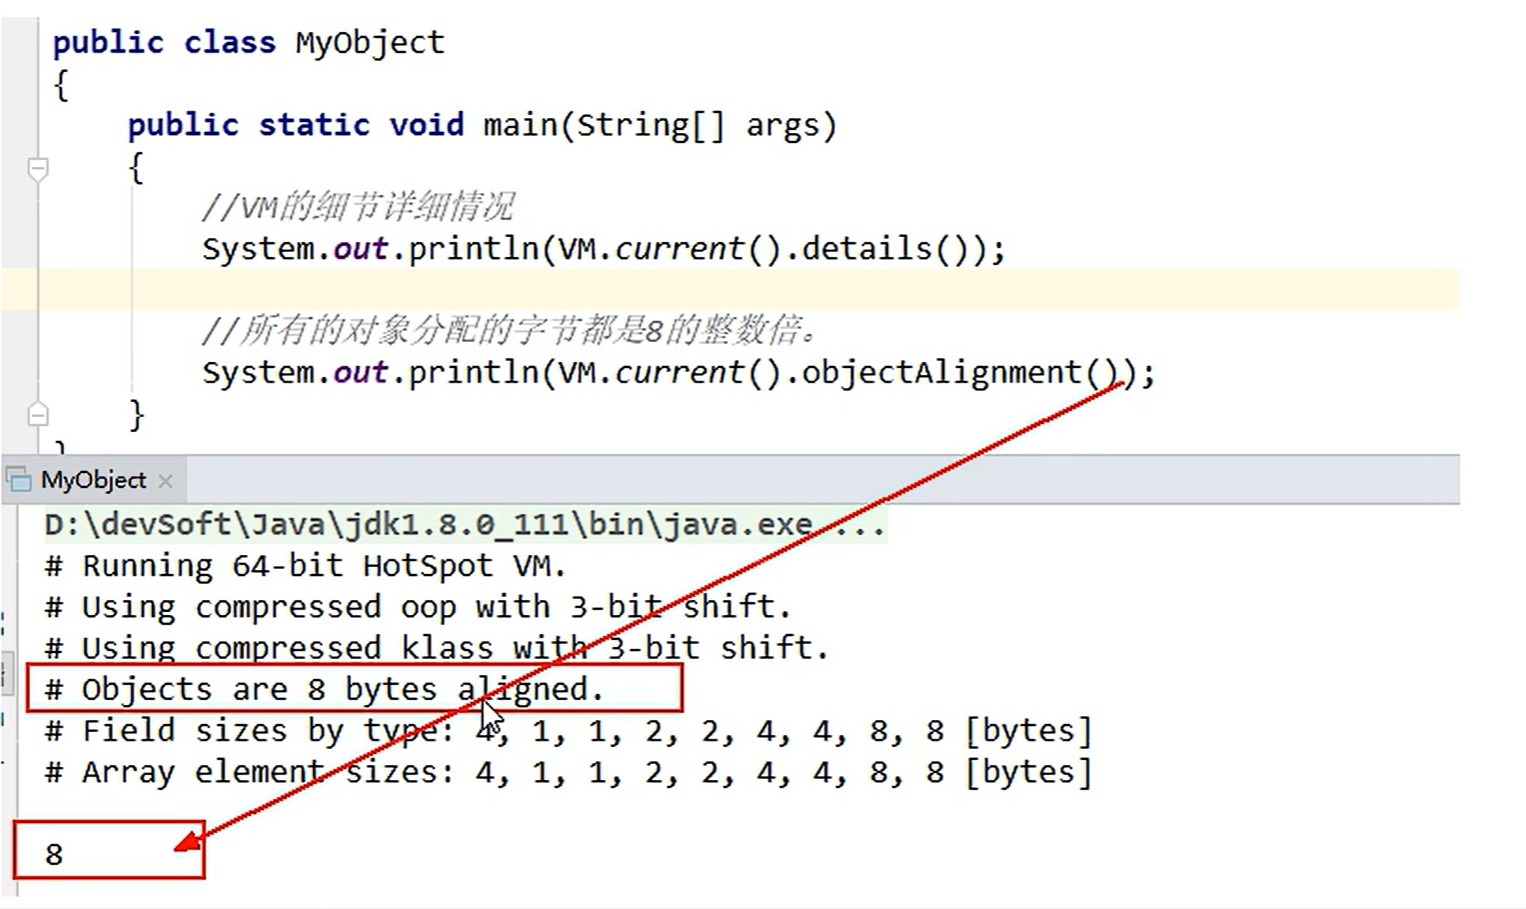 public class MyObject
{
public static void main(String[] args)
{
//VM的细节详细情况
System.out.println(VM.current().details());
//所有的对象分配的字节都是8的整数倍。
System.out.println(VM.current().objectAlignment());
}
}
MyObject
D:\devSoft\Java\jdk1.8.0_111\bin\java.exe ...
# Running 64-bit HotSpot VM.
# Using compressed oop with 3-bit shift.
# Using compressed klass with 3-bit shift.
# Objects are 8 bytes aligned.
# Field sizes by type: 4, 1, 1, 2, 2, 4, 4, 8, 8 [bytes]
# Array element sizes: 4, 1, 1, 2, 2, 4, 4, 8, 8 [bytes]
8